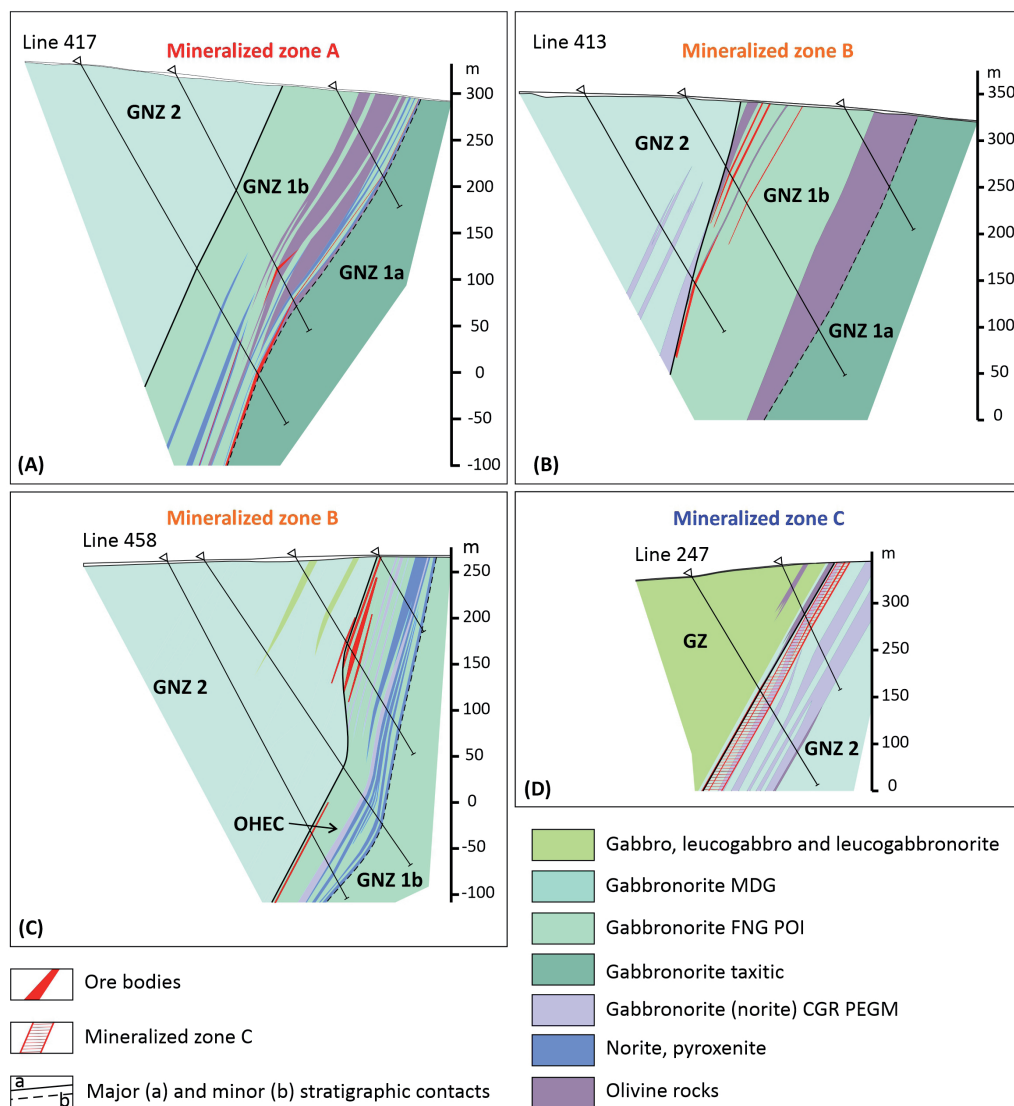 Line 417
Mineralized zone A
m
300
250
200
150
100
50
0
-50
-100
GNZ 2
GNZ 1b
GNZ 1a
(A)
Line 413
Mineralized zone B
m
350
300
250
200
150
100
50
0
GNZ 2
GNZ 1b
GNZ 1a
(B)
Mineralized zone B
Line 458
m
250
200
150
100
50
0
-50
-100
GNZ 2
OHEC
GNZ 1b
(C)
Mineralized zone C
Line 247
m
300
250
150
100
0
GZ
GNZ 2
(D)
Ore bodies
Mineralized zone C
a
b
Major (a) and minor (b) stratigraphic contacts
Gabbro, leucogabbro and leucogabbronorite
Gabbronorite MDG
Gabbronorite FNG POI
Gabbronorite taxitic
Gabbronorite (norite) CGR PEGM
Norite, pyroxenite
Olivine rocks